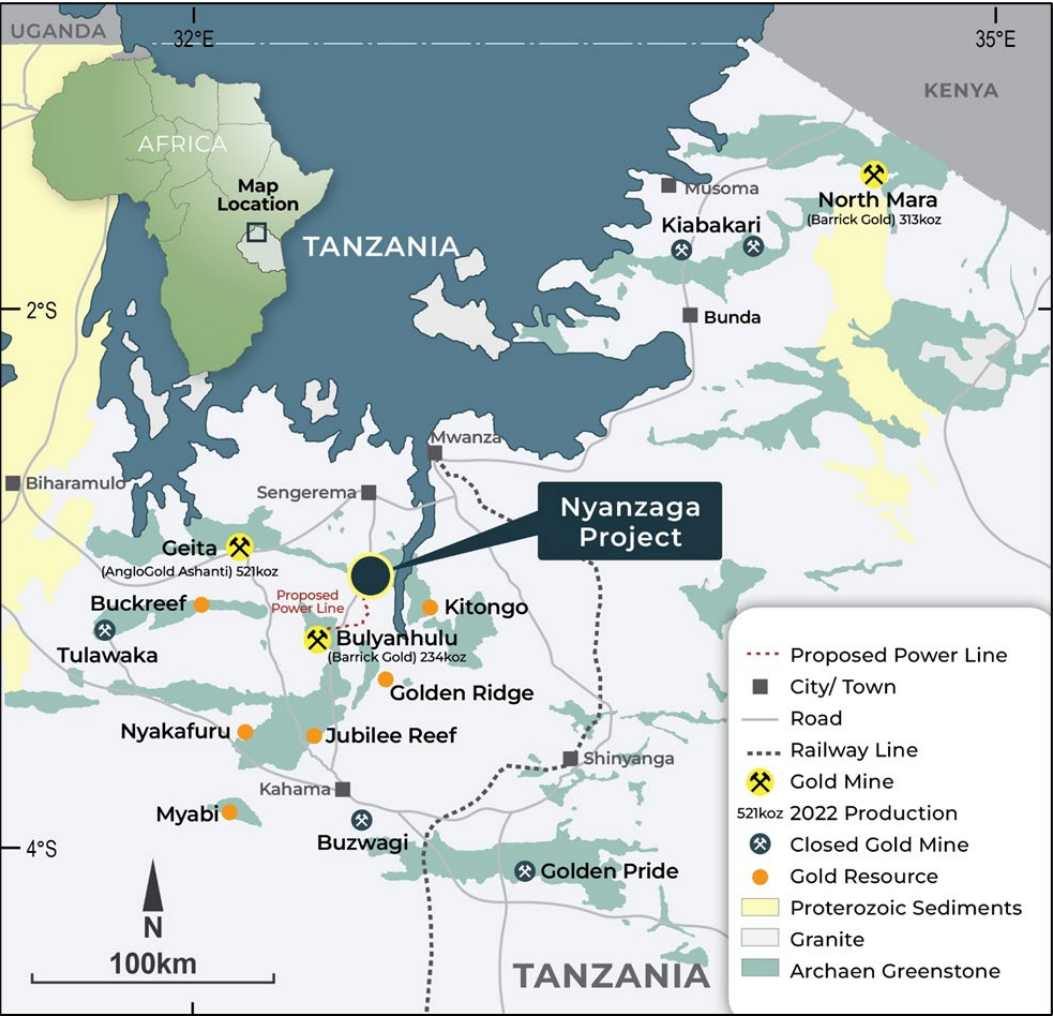 UGANDA
32°E
35°E
KENYA
AFRICA
Map
Location
TANZANIA
Musoma
North Mara
(Barrick Gold) 313koz
Kiabakari
2°S
Bunda
Mwanza
Biharamulo
Sengerema
Nyanzaga
Project
Geita
(AngloGold Ashanti) 521koz
Proposed
Power Line
Buckreef
Kitongo
Tulawaka
Bulyanhulu
(Barrick Gold) 234koz
Golden Ridge
Nyakafuru
Jubilee Reef
Shinyanga
Kahama
Myabi
Buzwagi
4°S
Golden Pride
N
100km
TANZANIA
Proposed Power Line
City/ Town
Road
Railway Line
Gold Mine
521koz 2022 Production
Closed Gold Mine
Gold Resource
Proterozoic Sediments
Granite
Archaen Greenstone